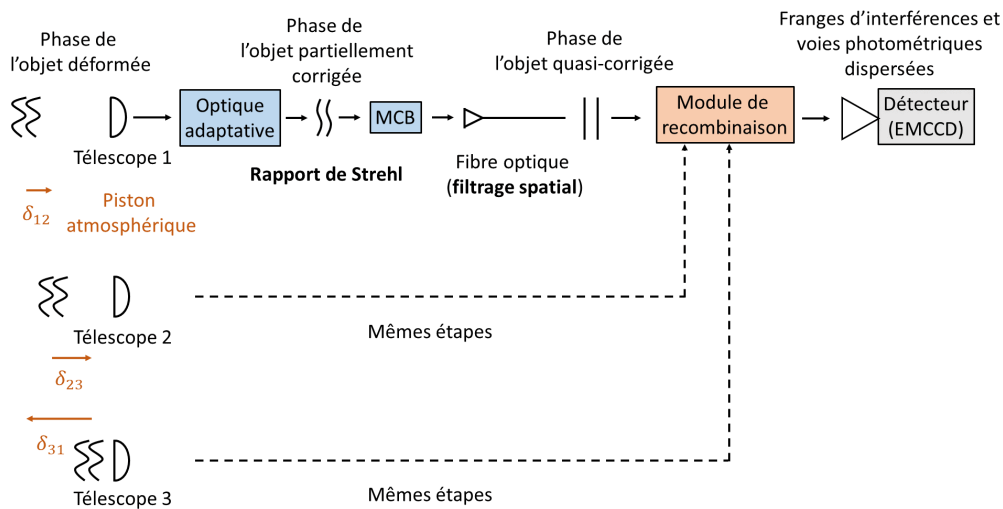 Phase de
l'objet déformée
Phase de
l'objet partiellement
corrigée
Phase de
l'objet quasi-corrigée
Franges d'interférences et
voies photométriques
dispersées
Optique
adaptative
MCB
Module de
recombinaison
Détecteur
(EMCCD)
Télescope 1
Rapport de Strehl
Fibre optique
(filtrage spatial)
δ₁₂
Piston
atmosphérique
Télescope 2
Mêmes étapes
δ₂₃
δ₃₁
Télescope 3
Mêmes étapes